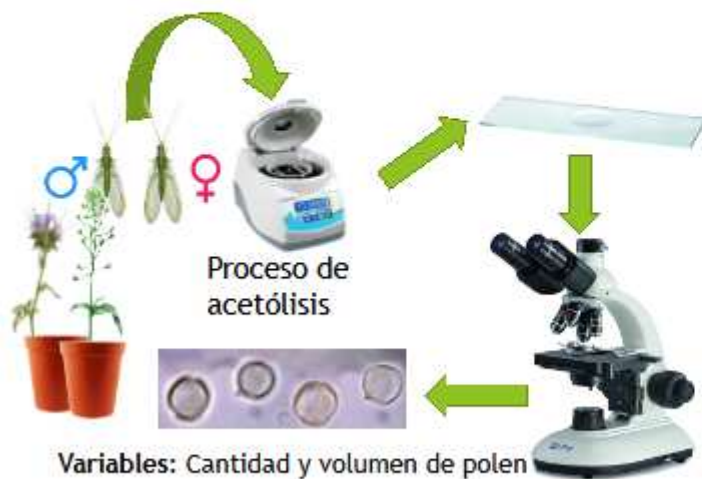 Proceso de
acetólisis
Variables: Cantidad y volumen de polen